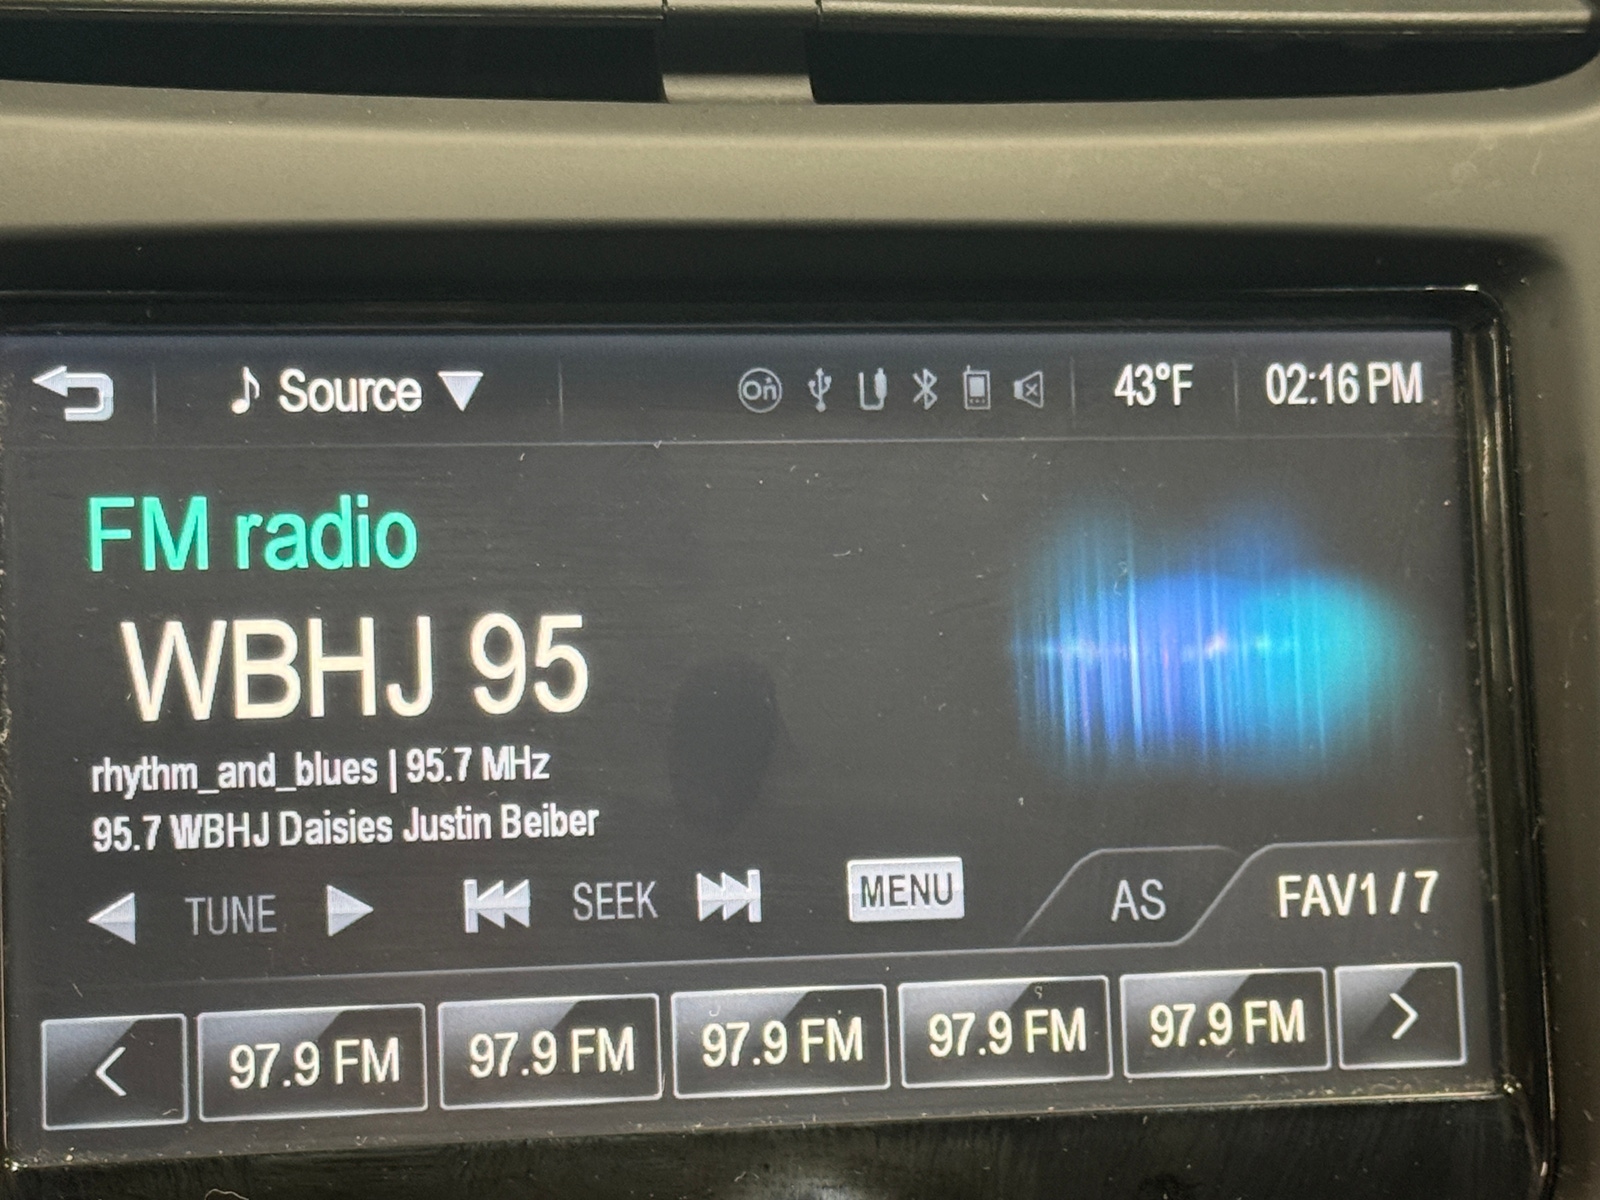 Source 43°F 02:16 PM
FM radio
WBHJ 95
rhythm_and_blues | 95.7 MHz
95.7 WBHJ Daisies Justin Beiber
TUNE SEEK MENU AS FAV1 / 7
97.9 FM 97.9 FM 97.9 FM 97.9 FM 97.9 FM